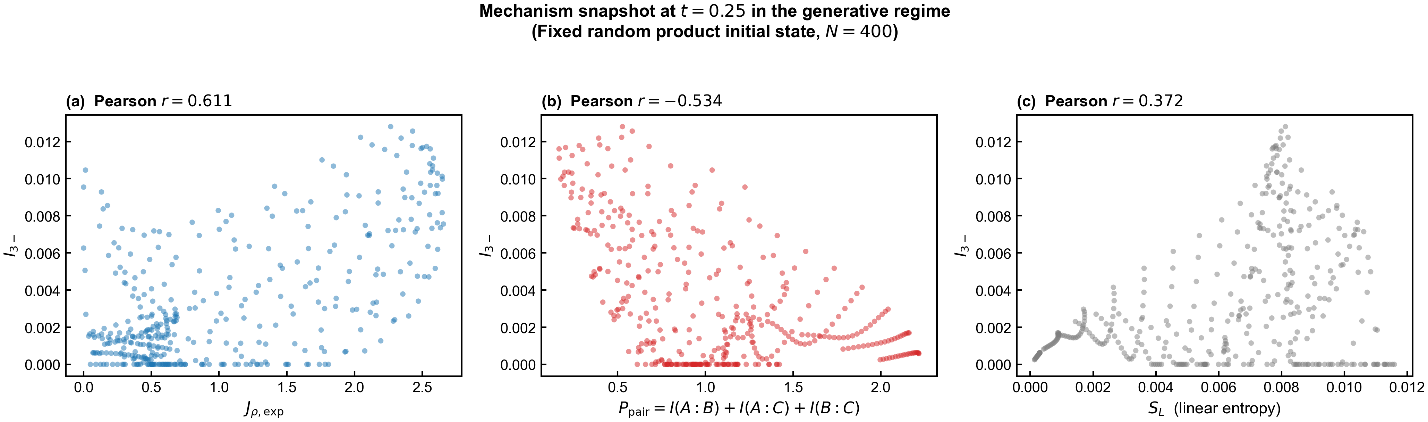 Mechanism snapshot at t = 0.25 in the generative regime
(Fixed random product initial state, N = 400)
(a) Pearson r = 0.611
(b) Pearson r = −0.534
(c) Pearson r = 0.372
0.012
0.010
0.008
0.006
0.004
0.002
0.000
I₃₋
0.0 0.5 1.0 1.5 2.0 2.5
J_{ρ, exp}
0.012
0.010
0.008
0.006
0.004
0.002
0.000
I₃₋
0.5 1.0 1.5 2.0
P_{pair} = I(A : B) + I(A : C) + I(B : C)
0.012
0.010
0.008
0.006
0.004
0.002
0.000
I₃₋
0.000 0.002 0.004 0.006 0.008 0.010 0.012
S_L (linear entropy)